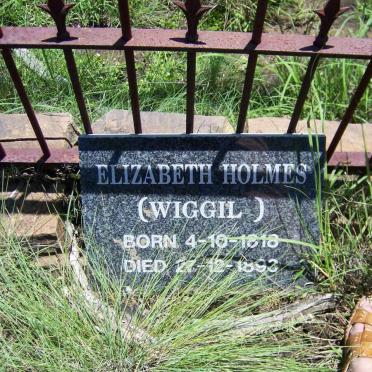 ELIZABETH HOLMES
(WIGGIL )
BORN 4-10-1818
DIED 27-12-1893